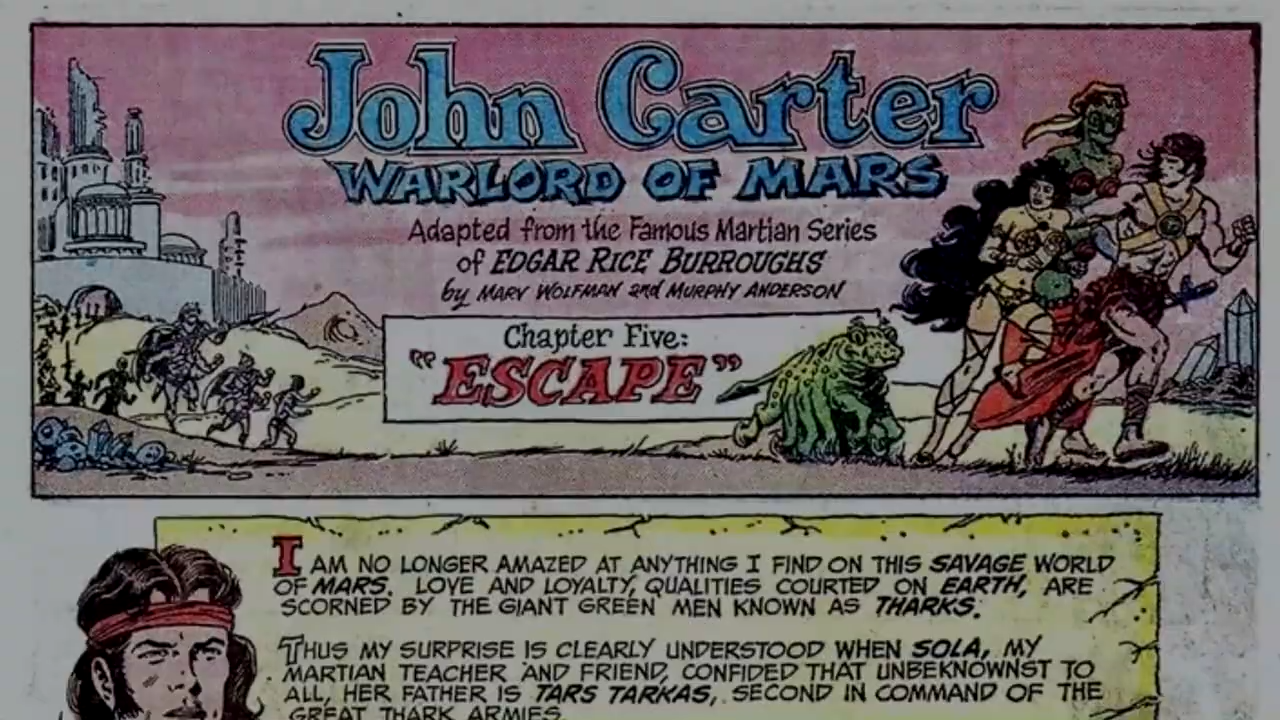 John Carter
WARLORD OF MARS
Adapted from the Famous Martian Series
of EDGAR RICE BURROUGHS
by MARV WOLFMAN and MURPHY ANDERSON
Chapter Five:
"ESCAPE"
I AM NO LONGER AMAZED AT ANYTHING I FIND ON THIS SAVAGE WORLD
OF MARS. LOVE AND LOYALTY, QUALITIES COURTED ON EARTH, ARE
SCORNED BY THE GIANT GREEN MEN KNOWN AS THARKS.
THUS MY SURPRISE IS CLEARLY UNDERSTOOD WHEN SOLA, MY
MARTIAN TEACHER AND FRIEND, CONFIDED THAT UNBEKNOWNST TO
ALL, HER FATHER IS TARS TARKAS, SECOND IN COMMAND OF THE
GREAT THARK ARMIES.